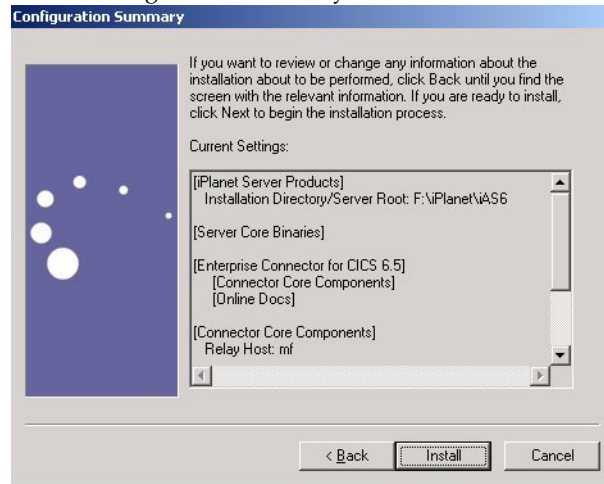 Configuration Summary
If you want to review or change any information about the
installation about to be performed, click Back until you find the
screen with the relevant information. If you are ready to install,
click Next to begin the installation process.
Current Settings:
[iPlanet Server Products]
Installation Directory/Server Root: F:\iPlanet\iAS6
[Server Core Binaries]
[Enterprise Connector for CICS 6.5]
[Connector Core Components]
[Online Docs]
[Connector Core Components]
Relay Host: mf
< Back
Install
Cancel